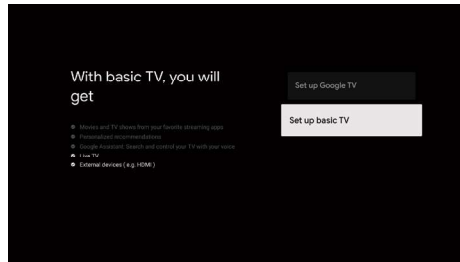 With basic TV, you will
get
Movies and TV shows from your favorite streaming apps
Personalized recommendations
Google Assistant: Search and control your TV with your voice
Live TV
External devices ( e.g. HDMI )
Set up Google TV
Set up basic TV